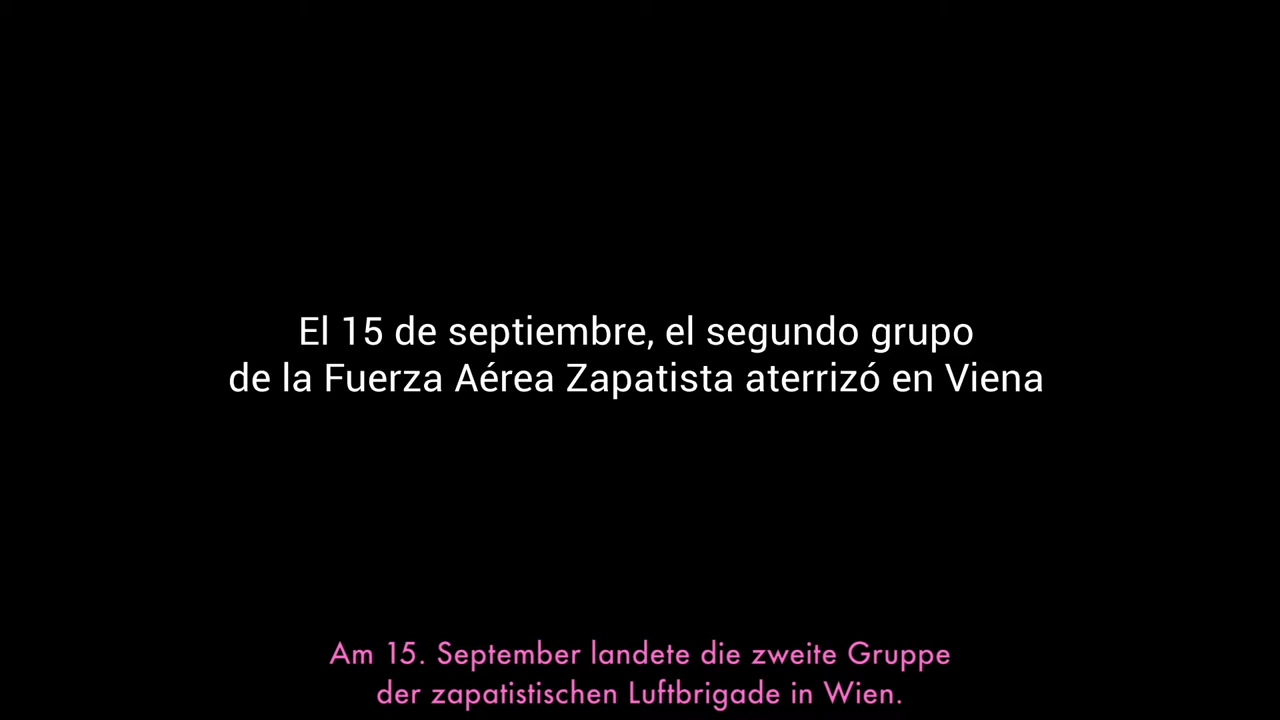 El 15 de septiembre, el segundo grupo
de la Fuerza Aérea Zapatista aterrizó en Viena
Am 15. September landete die zweite Gruppe
der zapatistischen Luftbrigade in Wien.